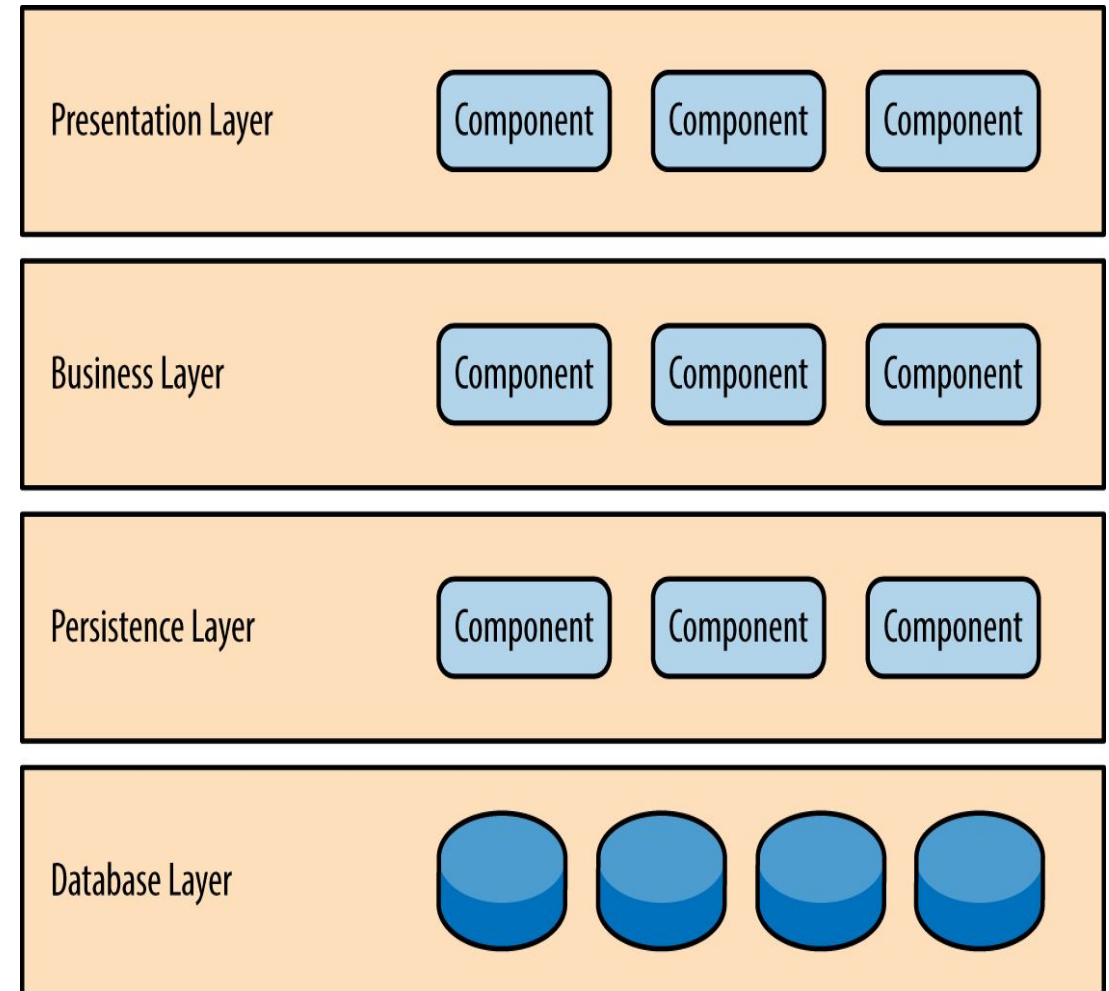 Presentation Layer
Component Component Component
Business Layer
Component Component Component
Persistence Layer
Component Component Component
Database Layer